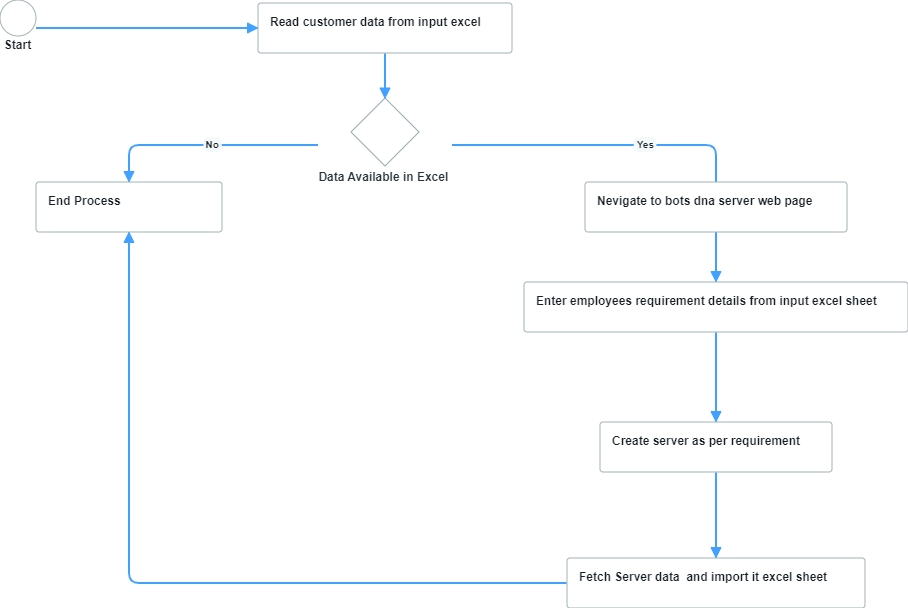 Read customer data from input excel
Start
No
Yes
Data Available in Excel
End Process
Nevigate to bots dna server web page
Enter employees requirement details from input excel sheet
Create server as per requirement
Fetch Server data  and import it excel sheet